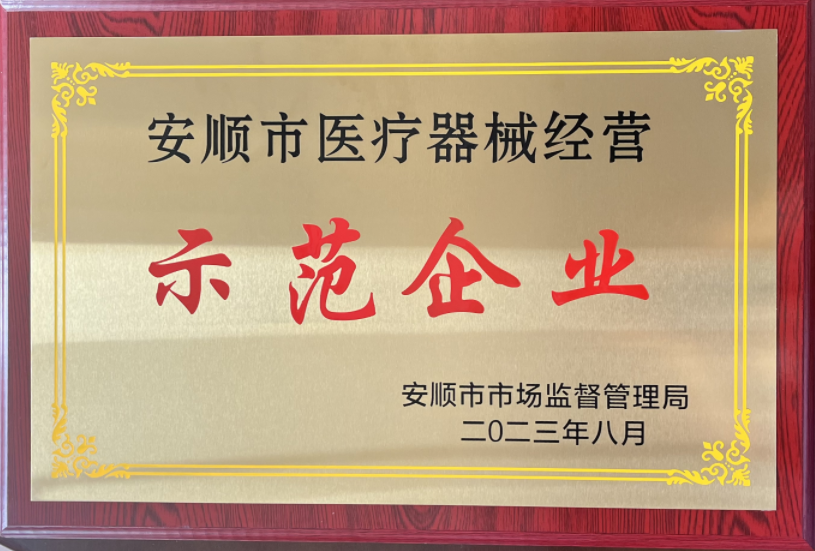 安顺市医疗器械经营
示范企业
安顺市市场监督管理局
二0二三年八月